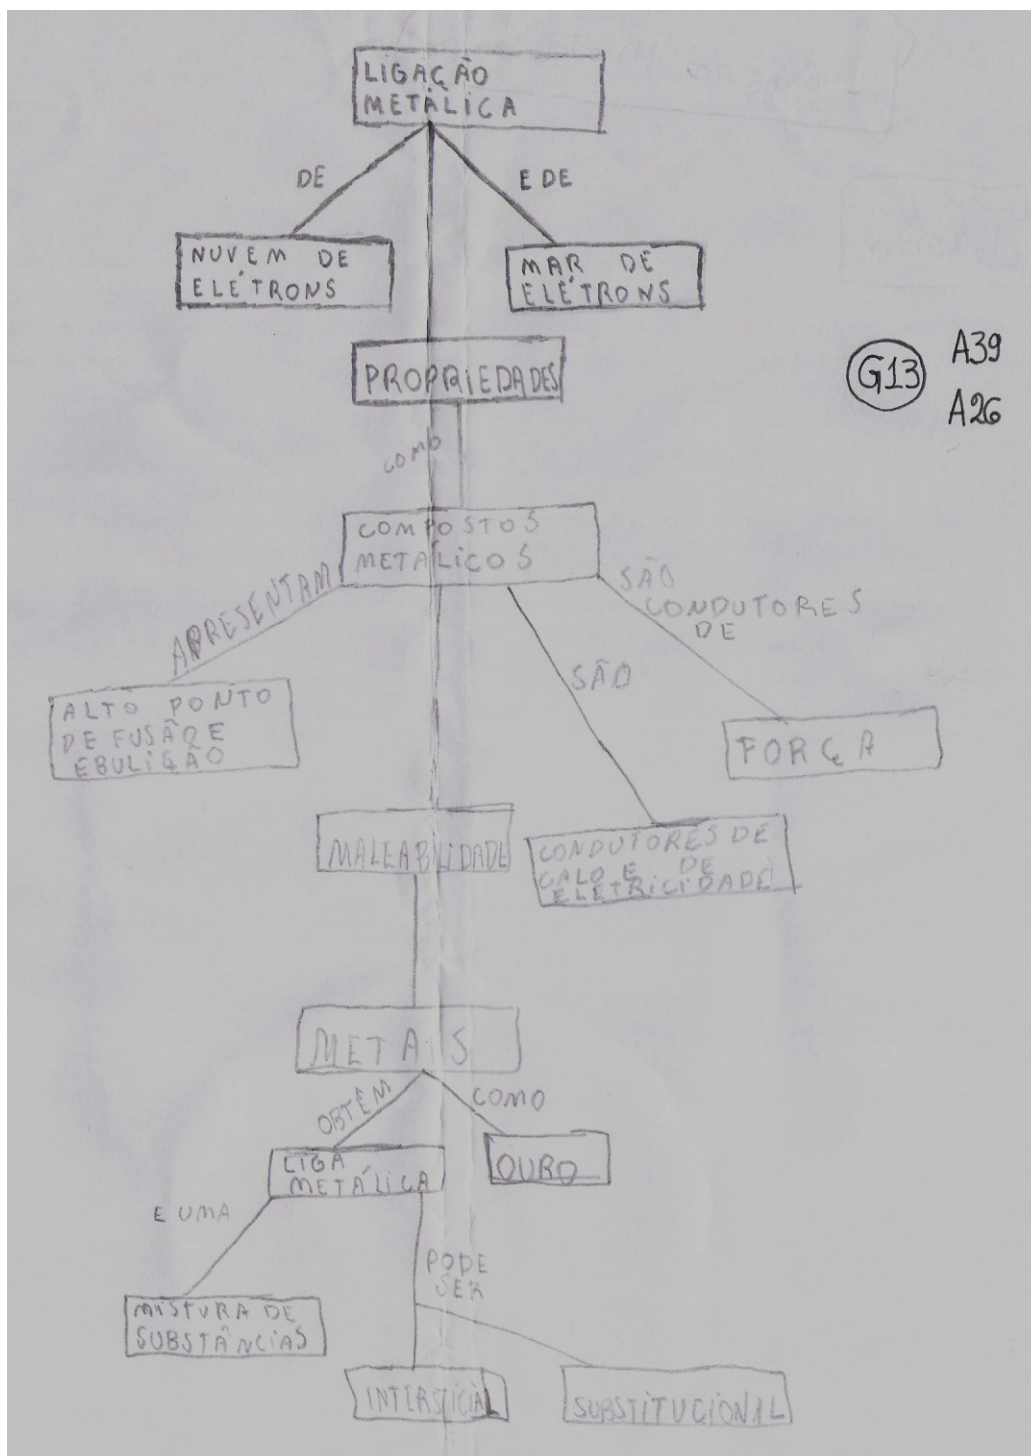 LIGAÇÃO
METÁLICA
DE
E DE
NUVEM DE
ELÉTRONS
MAR DE
ELÉTRONS
PROPRIEDADES
G13
A39
A26
COMO
COMPOSTOS
METÁLICOS
APRESENTAM
SÃO
CONDUTORES
DE
SÃO
ALTO PONTO
DE FUSÃO E
EBULIÇÃO
FORÇA
MALEABILIDADE
CONDUTORES DE
CALO E DE
ELETRICIDADE
METAIS
OBTÊM
COMO
LIGA
METÁLICA
OURO
E UMA
PODE
SER
MISTURA DE
SUBSTÂNCIAS
INTERSTICIAL
SUBSTITUCIONAL